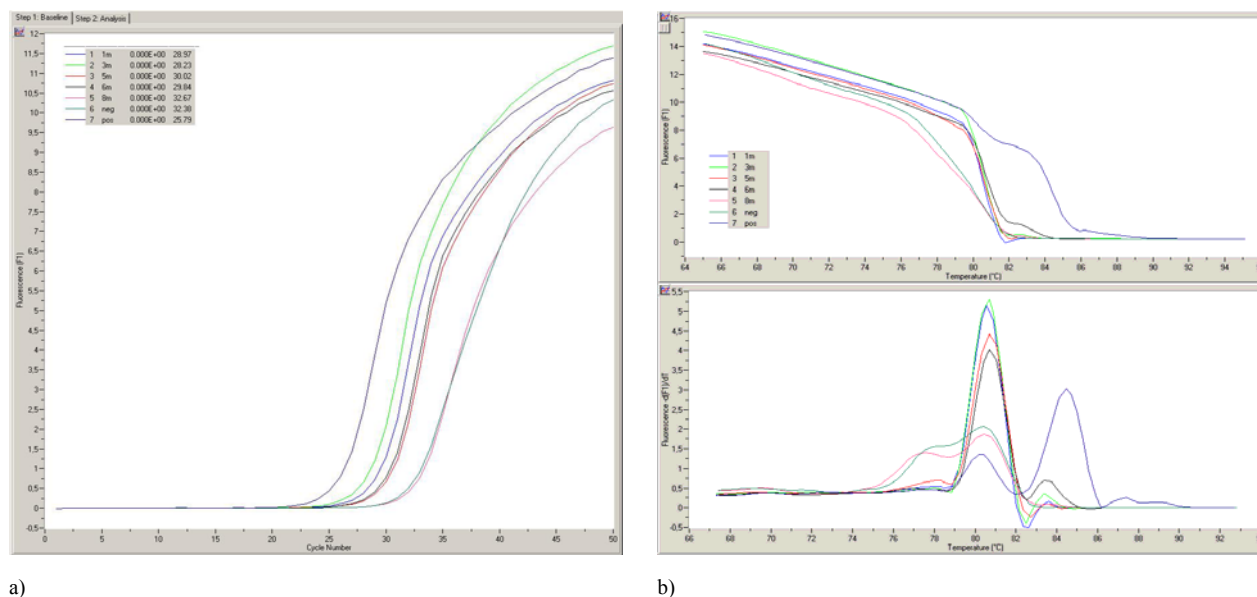 Step 1: Baseline Step 2: Analysis
12
11,5
11
10,5
10
9,5
9
8,5
8
7,5
7
6,5
6
5,5
5
4,5
4
3,5
3
2,5
2
1,5
1
0,5
0
0,5
Fluorescence (F1)
1 1m 0.000E+00 28.97
2 3m 0.000E+00 28.23
3 5m 0.000E+00 30.02
4 6m 0.000E+00 29.84
5 8m 0.000E+00 32.67
6 neg 0.000E+00 32.38
7 pos 0.000E+00 25.79
0 5 10 15 20 25 30 35 40 45 50
Cycle Number
a)
16
14
12
10
8
6
4
2
0
Fluorescence (F1)
1 1m
2 3m
3 5m
4 6m
5 8m
6 neg
7 pos
64 66 68 70 72 74 76 78 80 82 84 86 88 90 92 94
Temperature (°C)
5,5
5
4,5
4
3,5
3
2,5
2
1,5
1
0,5
0
0,5
Fluorescence -d(F1)/dT
66 68 70 72 74 76 78 80 82 84 86 88 90 92
Temperature (°C)
b)